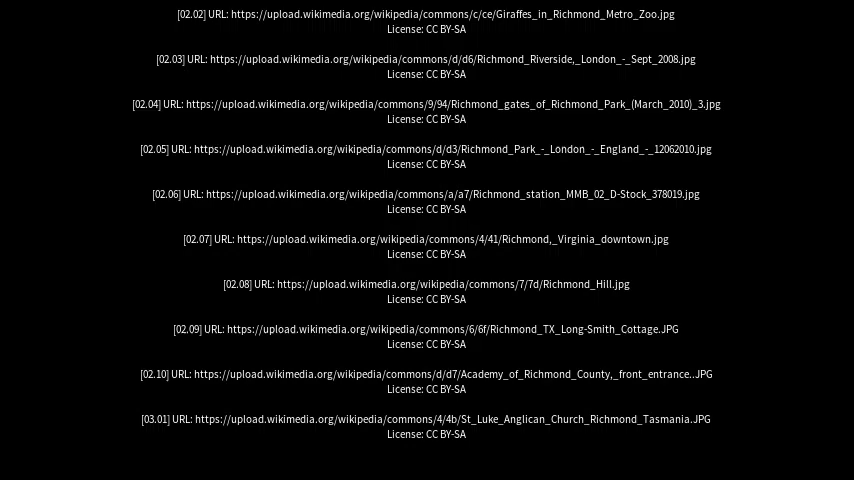 [02.02] URL: https://upload.wikimedia.org/wikipedia/commons/c/ce/Giraffes_in_Richmond_Metro_Zoo.jpg
License: CC BY-SA
[02.03] URL: https://upload.wikimedia.org/wikipedia/commons/d/d6/Richmond_Riverside,_London_-_Sept_2008.jpg
License: CC BY-SA
[02.04] URL: https://upload.wikimedia.org/wikipedia/commons/9/94/Richmond_gates_of_Richmond_Park_(March_2010)_3.jpg
License: CC BY-SA
[02.05] URL: https://upload.wikimedia.org/wikipedia/commons/d/d3/Richmond_Park_-_London_-_England_-_12062010.jpg
License: CC BY-SA
[02.06] URL: https://upload.wikimedia.org/wikipedia/commons/a/a7/Richmond_station_MMB_02_D-Stock_378019.jpg
License: CC BY-SA
[02.07] URL: https://upload.wikimedia.org/wikipedia/commons/4/41/Richmond,_Virginia_downtown.jpg
License: CC BY-SA
[02.08] URL: https://upload.wikimedia.org/wikipedia/commons/7/7d/Richmond_Hill.jpg
License: CC BY-SA
[02.09] URL: https://upload.wikimedia.org/wikipedia/commons/6/6f/Richmond_TX_Long-Smith_Cottage.JPG
License: CC BY-SA
[02.10] URL: https://upload.wikimedia.org/wikipedia/commons/d/d7/Academy_of_Richmond_County,_front_entrance..JPG
License: CC BY-SA
[03.01] URL: https://upload.wikimedia.org/wikipedia/commons/4/4b/St_Luke_Anglican_Church_Richmond_Tasmania.JPG
License: CC BY-SA